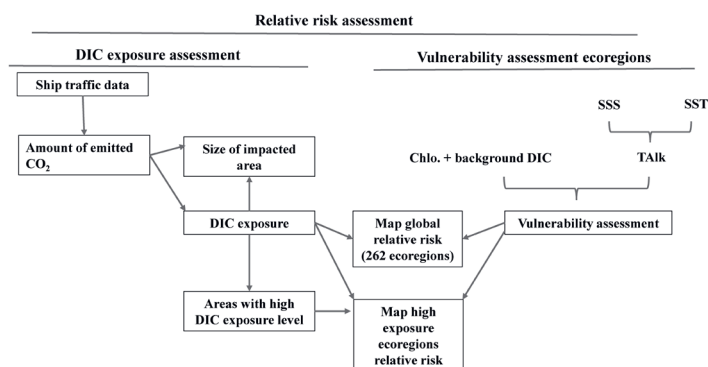 Relative risk assessment
DIC exposure assessment
Vulnerability assessment ecoregions
Ship traffic data
SSS
SST
Amount of emitted
CO₂
Size of impacted
area
Chlo. + background DIC
TAlk
DIC exposure
Map global
relative risk
(262 ecoregions)
Vulnerability assessment
Areas with high
DIC exposure level
Map high
exposure
ecoregions
relative risk